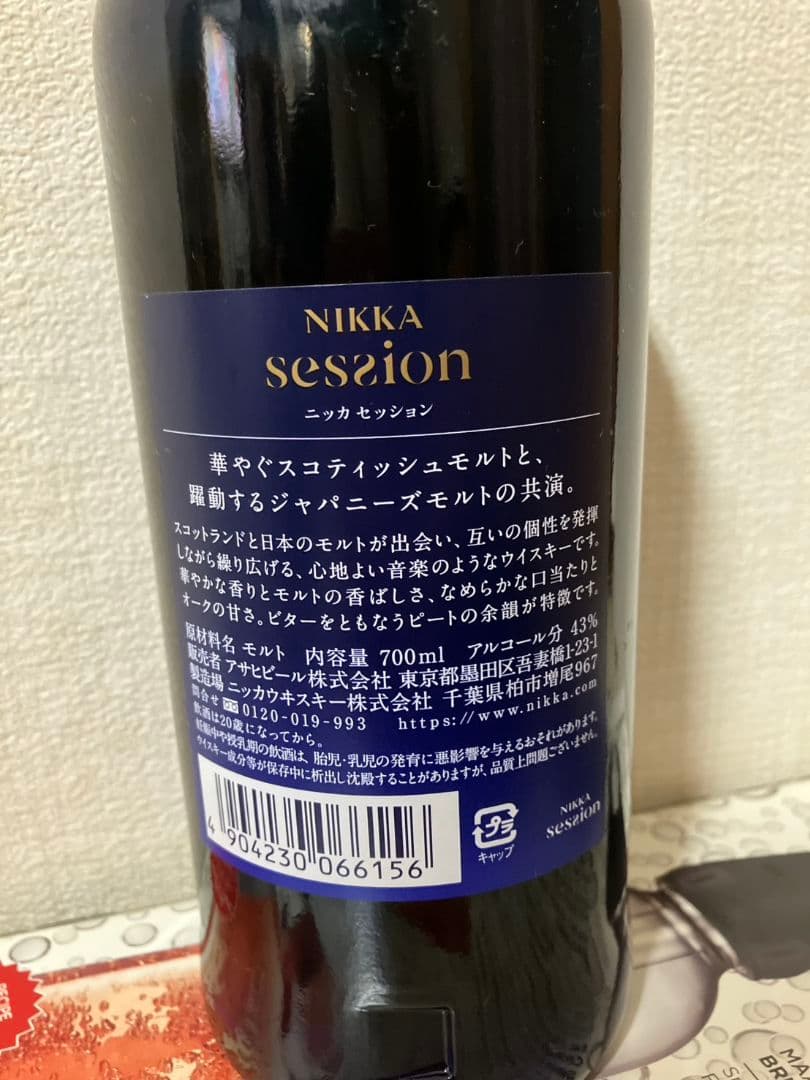 NIKKA
session
ニッカ セッション
華やぐスコティッシュモルトと、
躍動するジャパニーズモルトの共演。
スコットランドと日本のモルトが出会い、互いの個性を発揮
しながら繰り広げる、心地よい音楽のようなウイスキーです。
華やかな香りとモルトの香ばしさ、なめらかな口当たりと
オークの甘さ。ビターをともなうピートの余韻が特徴です。
原材料名 モルト 内容量 700ml アルコール分 43%
販売者 アサヒビール株式会社 東京都墨田区吾妻橋1-23-1
製造場 ニッカウヰスキー株式会社 千葉県柏市増尾967
問合せ 0120-019-993 https://www.nikka.com
飲酒は20歳になってから。
妊娠中や授乳期の飲酒は、胎児・乳児の発育に悪影響を与えるおそれがあります。
ウイスキー成分等が保存中に析出し沈殿することがありますが、品質上問題ございません。
4 904230 066156
プラ
キャップ
NIKKA
session